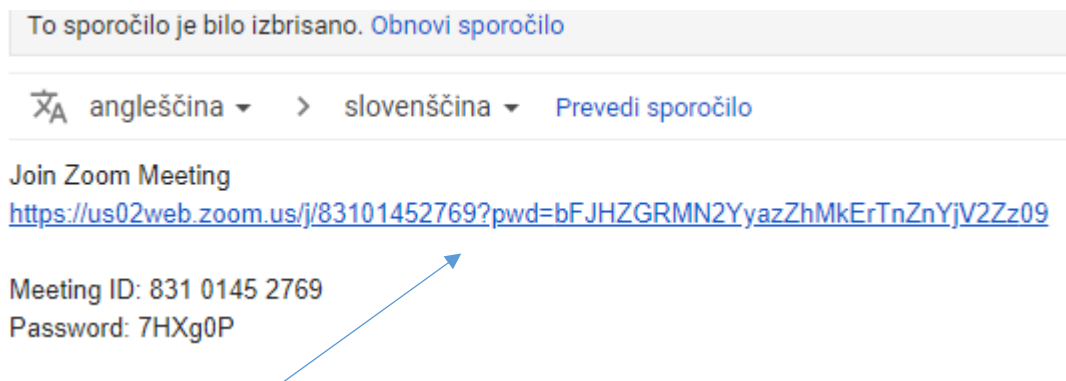 To sporočilo je bilo izbrisano. Obnovi sporočilo
angleščina > slovenščina Prevedi sporočilo
Join Zoom Meeting
https://us02web.zoom.us/j/83101452769?pwd=bFJHZGRMN2YyazZhMkErTnZnYjV2Zz09
Meeting ID: 831 0145 2769
Password: 7HXg0P